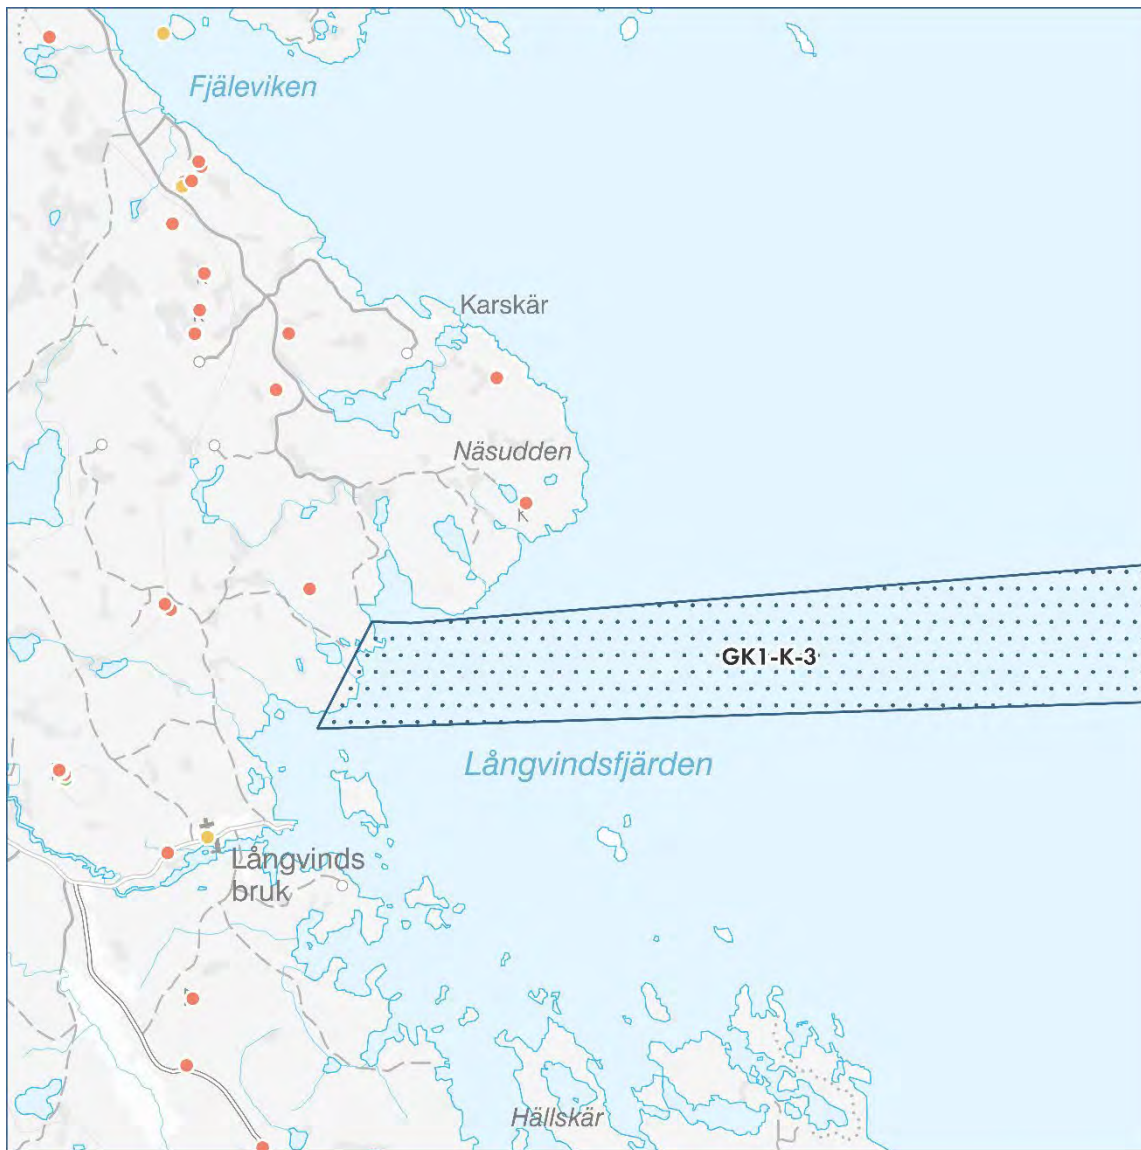 Fjäleviken
Karskär
Näsudden
K
GK1-K-3
Långvindsfjärden
Långvinds
bruk
Hällskär